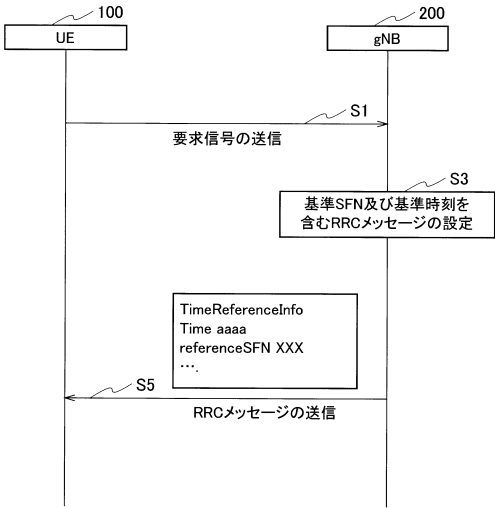 100
200
UE
gNB
S1
要求信号の送信
S3
基準SFN及び基準時刻を
含むRRCメッセージの設定
TimeReferenceInfo
Time aaaa
referenceSFN XXX
….
S5
RRCメッセージの送信